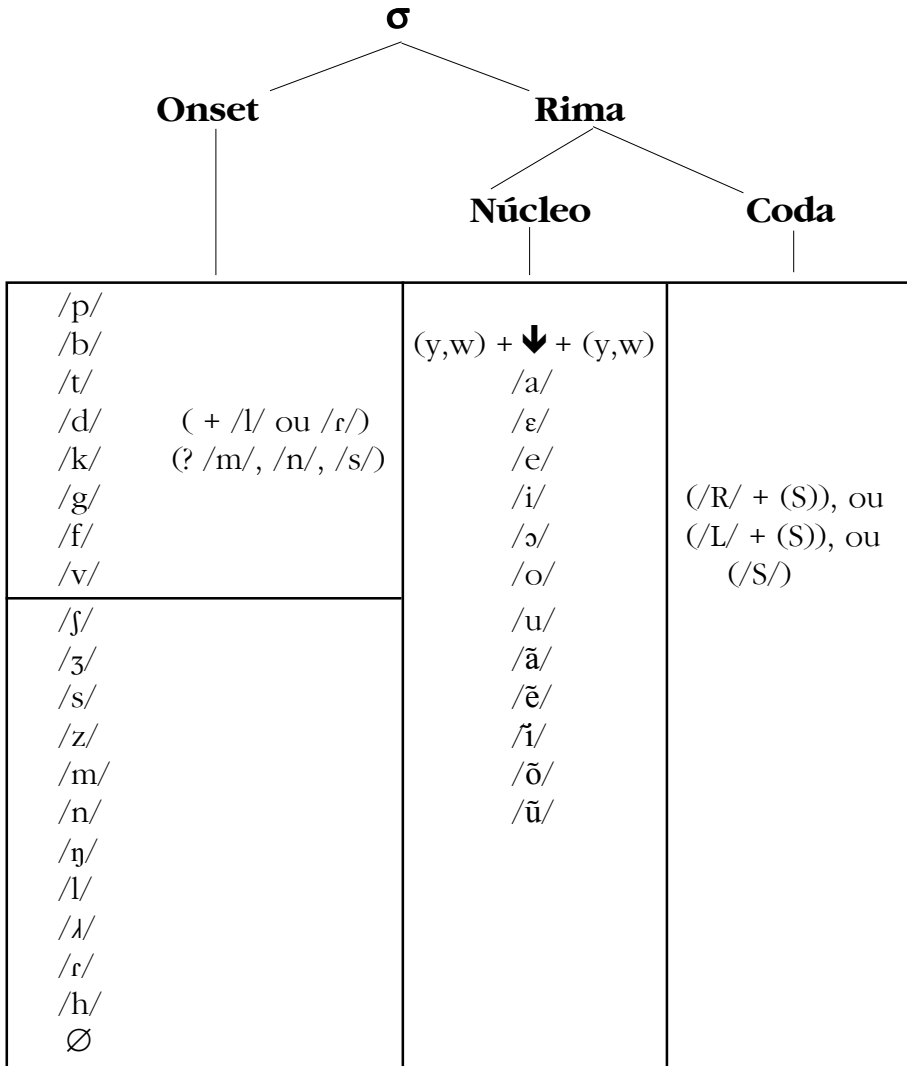 σ
Onset Rima
Núcleo Coda
/p/
/b/ (y,w) + 🡻 + (y,w)
/t/ /a/
/d/ ( + /l/ ou /ɾ/) /ɛ/
/k/ (? /m/, /n/, /s/) /e/
/g/ /i/ (/R/ + (S)), ou
/f/ /ɔ/ (/L/ + (S)), ou
/v/ /o/ (/S/)
/ʃ/ /u/
/ʒ/ /ã/
/s/ /ẽ/
/z/ /ĩ/
/m/ /õ/
/n/ /ũ/
/ŋ/
/l/
/ʎ/
/ɾ/
/h/
∅